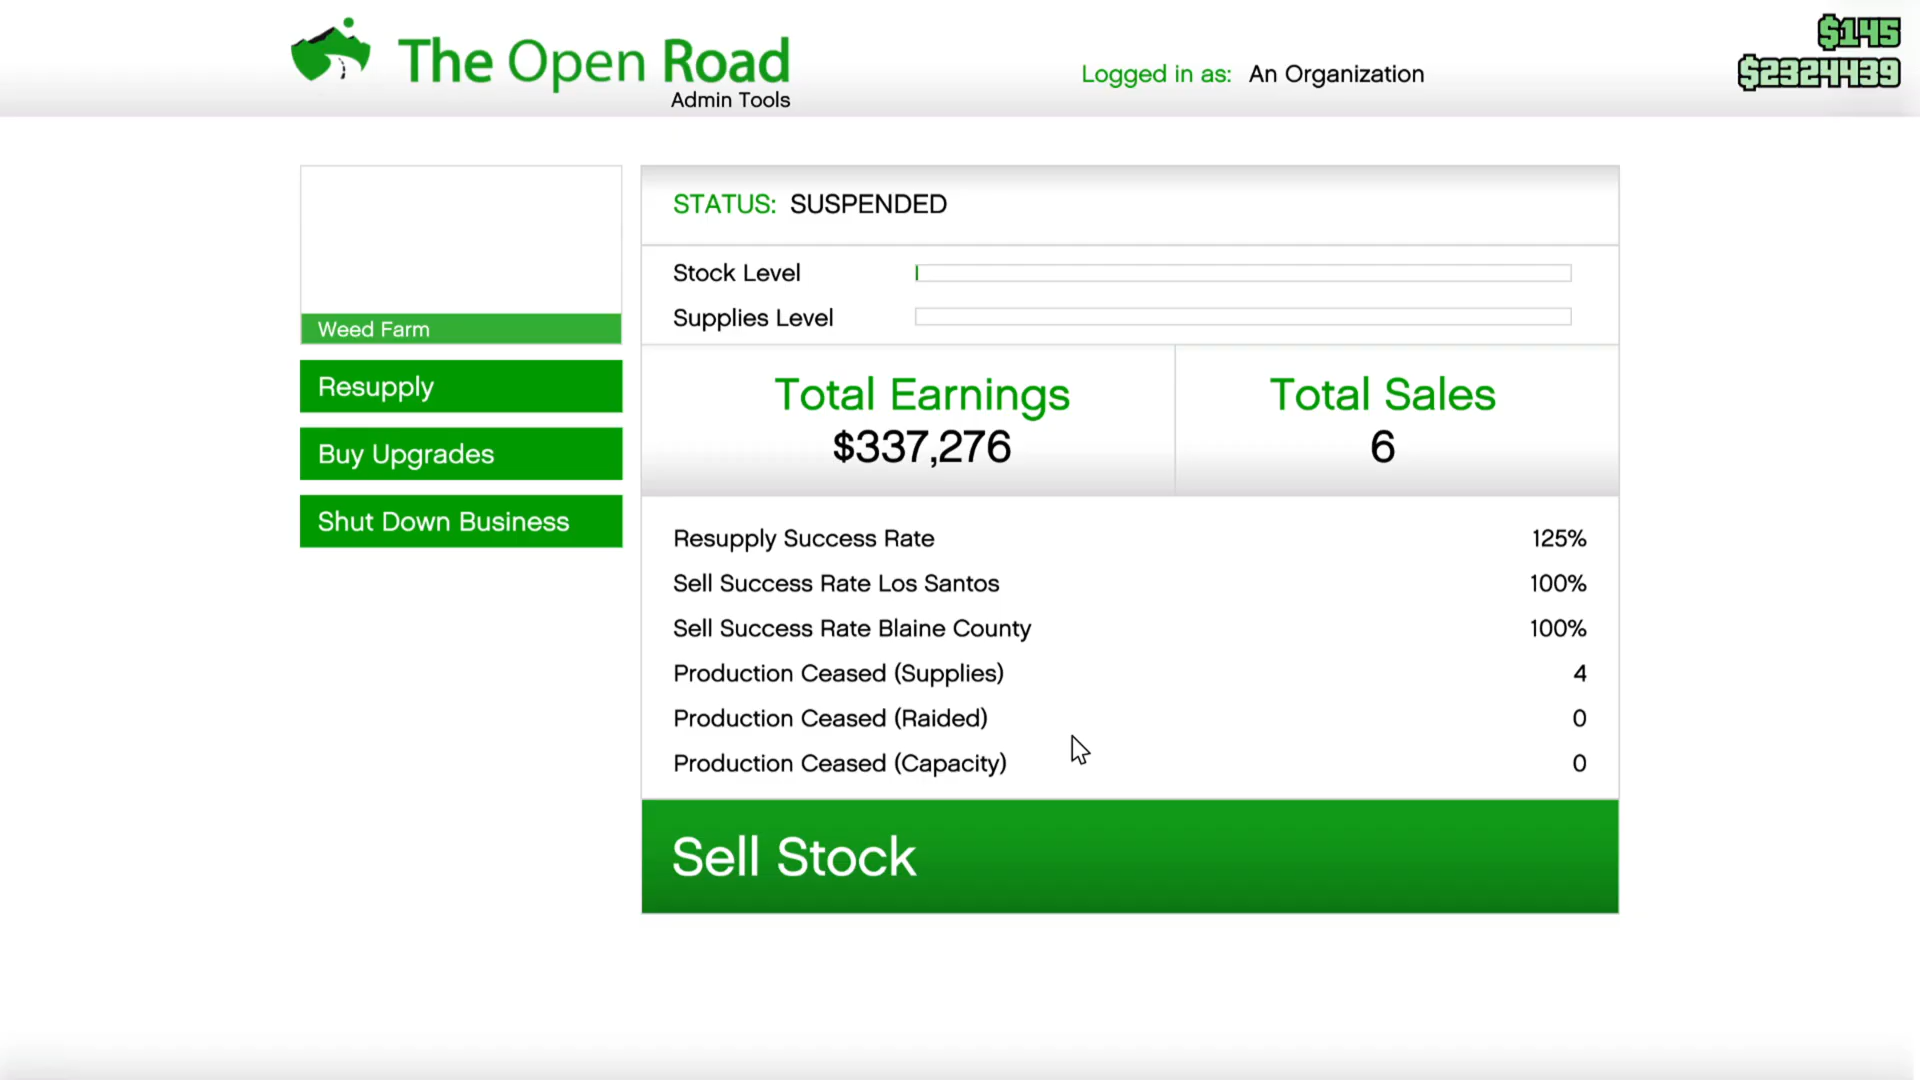 The Open Road
Admin Tools
Logged in as: An Organization
$145
$2324439
Weed Farm
Resupply
Buy Upgrades
Shut Down Business
STATUS: SUSPENDED
Stock Level
Supplies Level
Total Earnings
$337,276
Total Sales
6
Resupply Success Rate 125%
Sell Success Rate Los Santos 100%
Sell Success Rate Blaine County 100%
Production Ceased (Supplies) 4
Production Ceased (Raided) 0
Production Ceased (Capacity) 0
Sell Stock